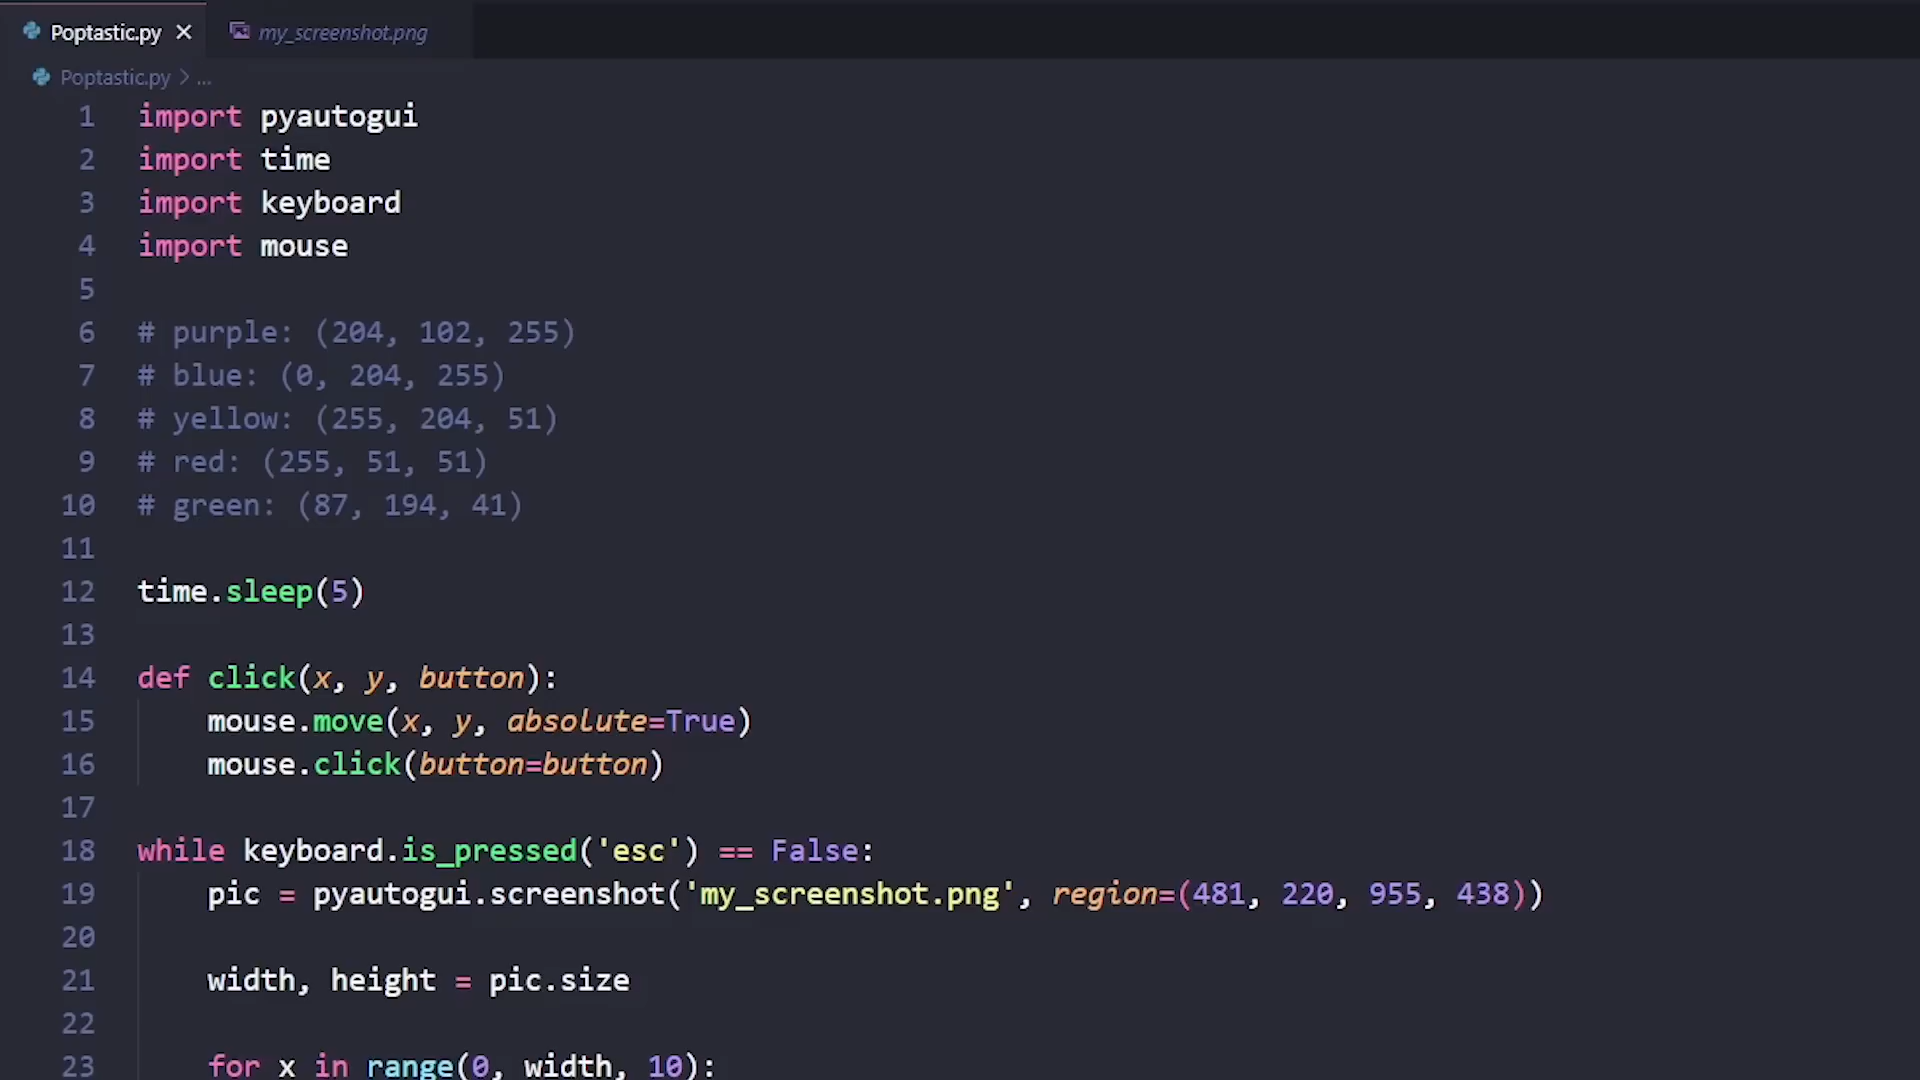 Poptastic.py
my_screenshot.png
Poptastic.py > ...
1 import pyautogui
2 import time
3 import keyboard
4 import mouse
5
6 # purple: (204, 102, 255)
7 # blue: (0, 204, 255)
8 # yellow: (255, 204, 51)
9 # red: (255, 51, 51)
10 # green: (87, 194, 41)
11
12 time.sleep(5)
13
14 def click(x, y, button):
15     mouse.move(x, y, absolute=True)
16     mouse.click(button=button)
17
18 while keyboard.is_pressed('esc') == False:
19     pic = pyautogui.screenshot('my_screenshot.png', region=(481, 220, 955, 438))
20
21     width, height = pic.size
22
23     for x in range(0, width, 10):